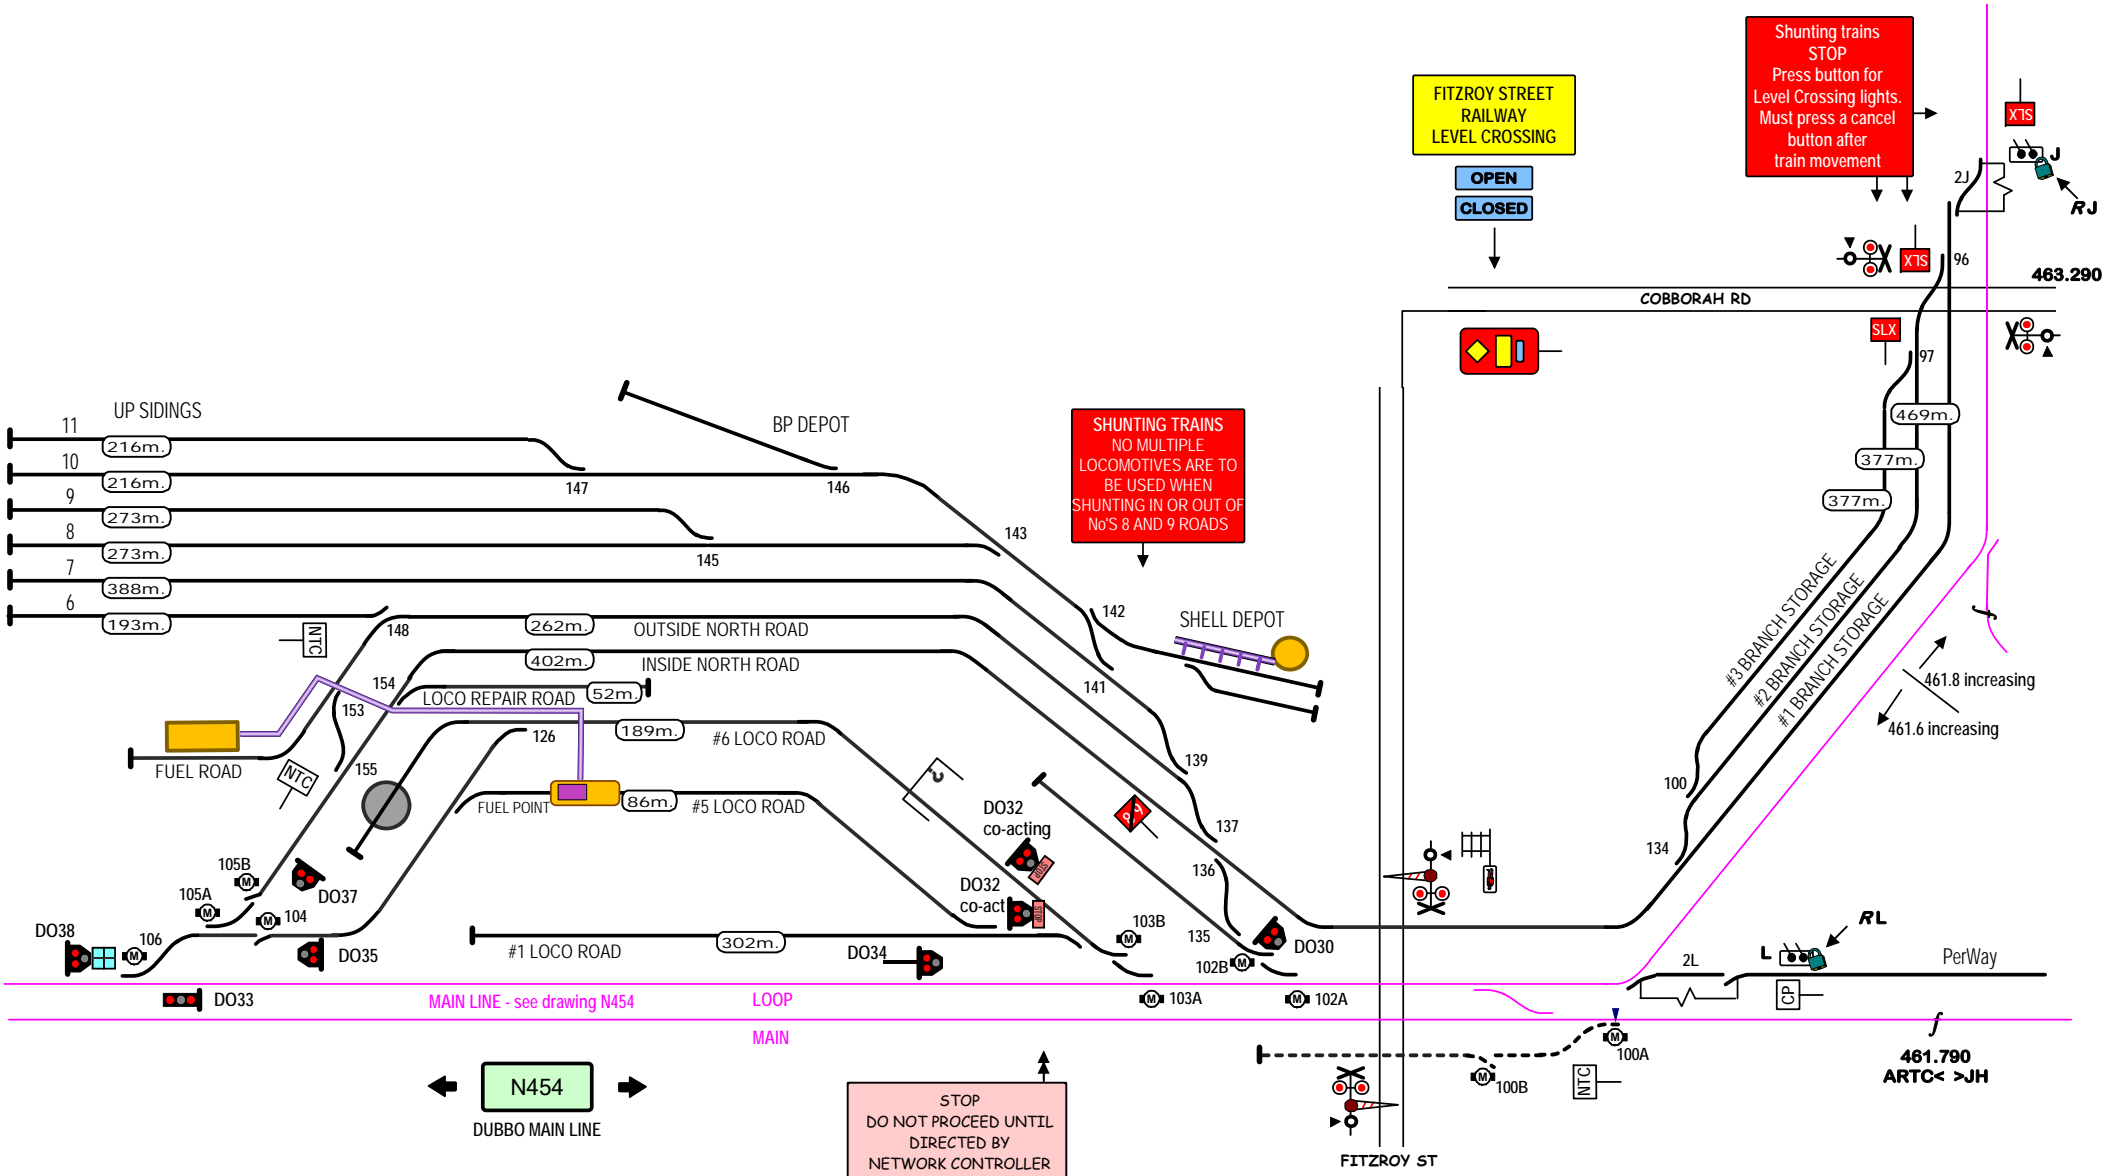 Shunting trains
STOP
Press button for
Level Crossing lights.
Must press a cancel
button after
train movement
FITZROY STREET
RAILWAY
LEVEL CROSSING
OPEN
CLOSED
SLX
J
RJ
2J
SLX
96
463.290
COBBORAH RD
SLX
97
469m.
377m.
377m.
UP SIDINGS
BP DEPOT
11
216m.
10
216m.
147
146
9
273m.
8
273m.
145
143
7
388m.
6
193m.
148
NTC
SHUNTING TRAINS
NO MULTIPLE
LOCOMOTIVES ARE TO
BE USED WHEN
SHUNTING IN OR OUT OF
No'S 8 AND 9 ROADS
142
SHELL DEPOT
262m.
OUTSIDE NORTH ROAD
402m.
INSIDE NORTH ROAD
154
LOCO REPAIR ROAD
52m.
153
141
126
189m.
#6 LOCO ROAD
FUEL ROAD
155
NTC
139
FUEL POINT
86m.
#5 LOCO ROAD
DO32
co-acting
STOP
137
136
#3 BRANCH STORAGE
#2 BRANCH STORAGE
#1 BRANCH STORAGE
461.8 increasing
461.6 increasing
100
134
105B
M
105A
M
DO37
104
M
DO32
co-act
STOP
DO38
106
M
DO35
#1 LOCO ROAD
302m.
DO34
103B
M
135
DO30
102B
M
L
RL
2L
PerWay
CP
DO33
MAIN LINE - see drawing N454
LOOP
M
103A
M
102A
MAIN
M
100A
M
100B
NTC
461.790
ARTC< >JH
N454
DUBBO MAIN LINE
STOP
DO NOT PROCEED UNTIL
DIRECTED BY
NETWORK CONTROLLER
FITZROY ST